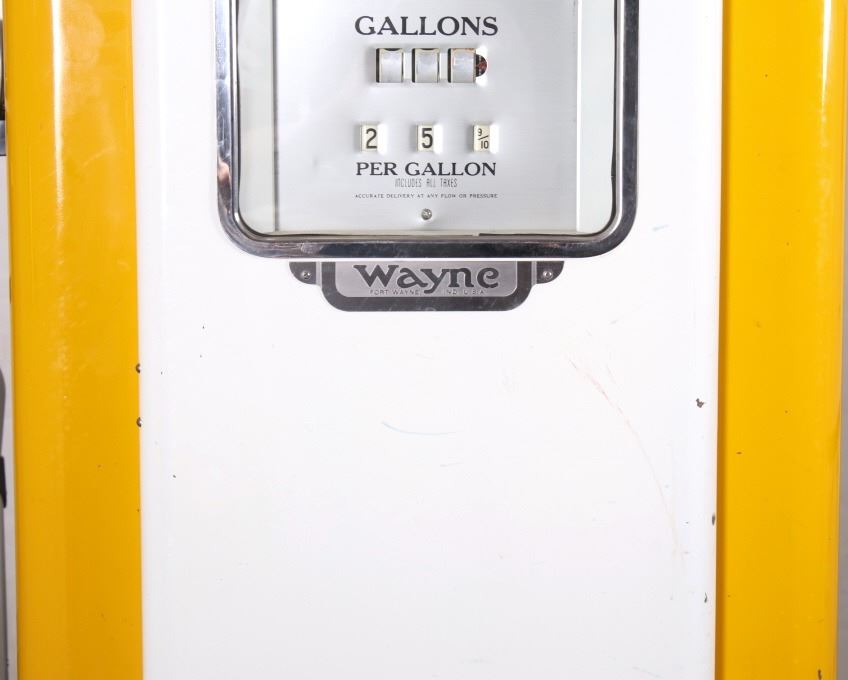 GALLONS
2 5 9/10
PER GALLON
INCLUDES ALL TAXES
ACCURATE DELIVERY AT ANY FLOW OR PRESSURE
Wayne
FORT WAYNE, IND. U.S.A.